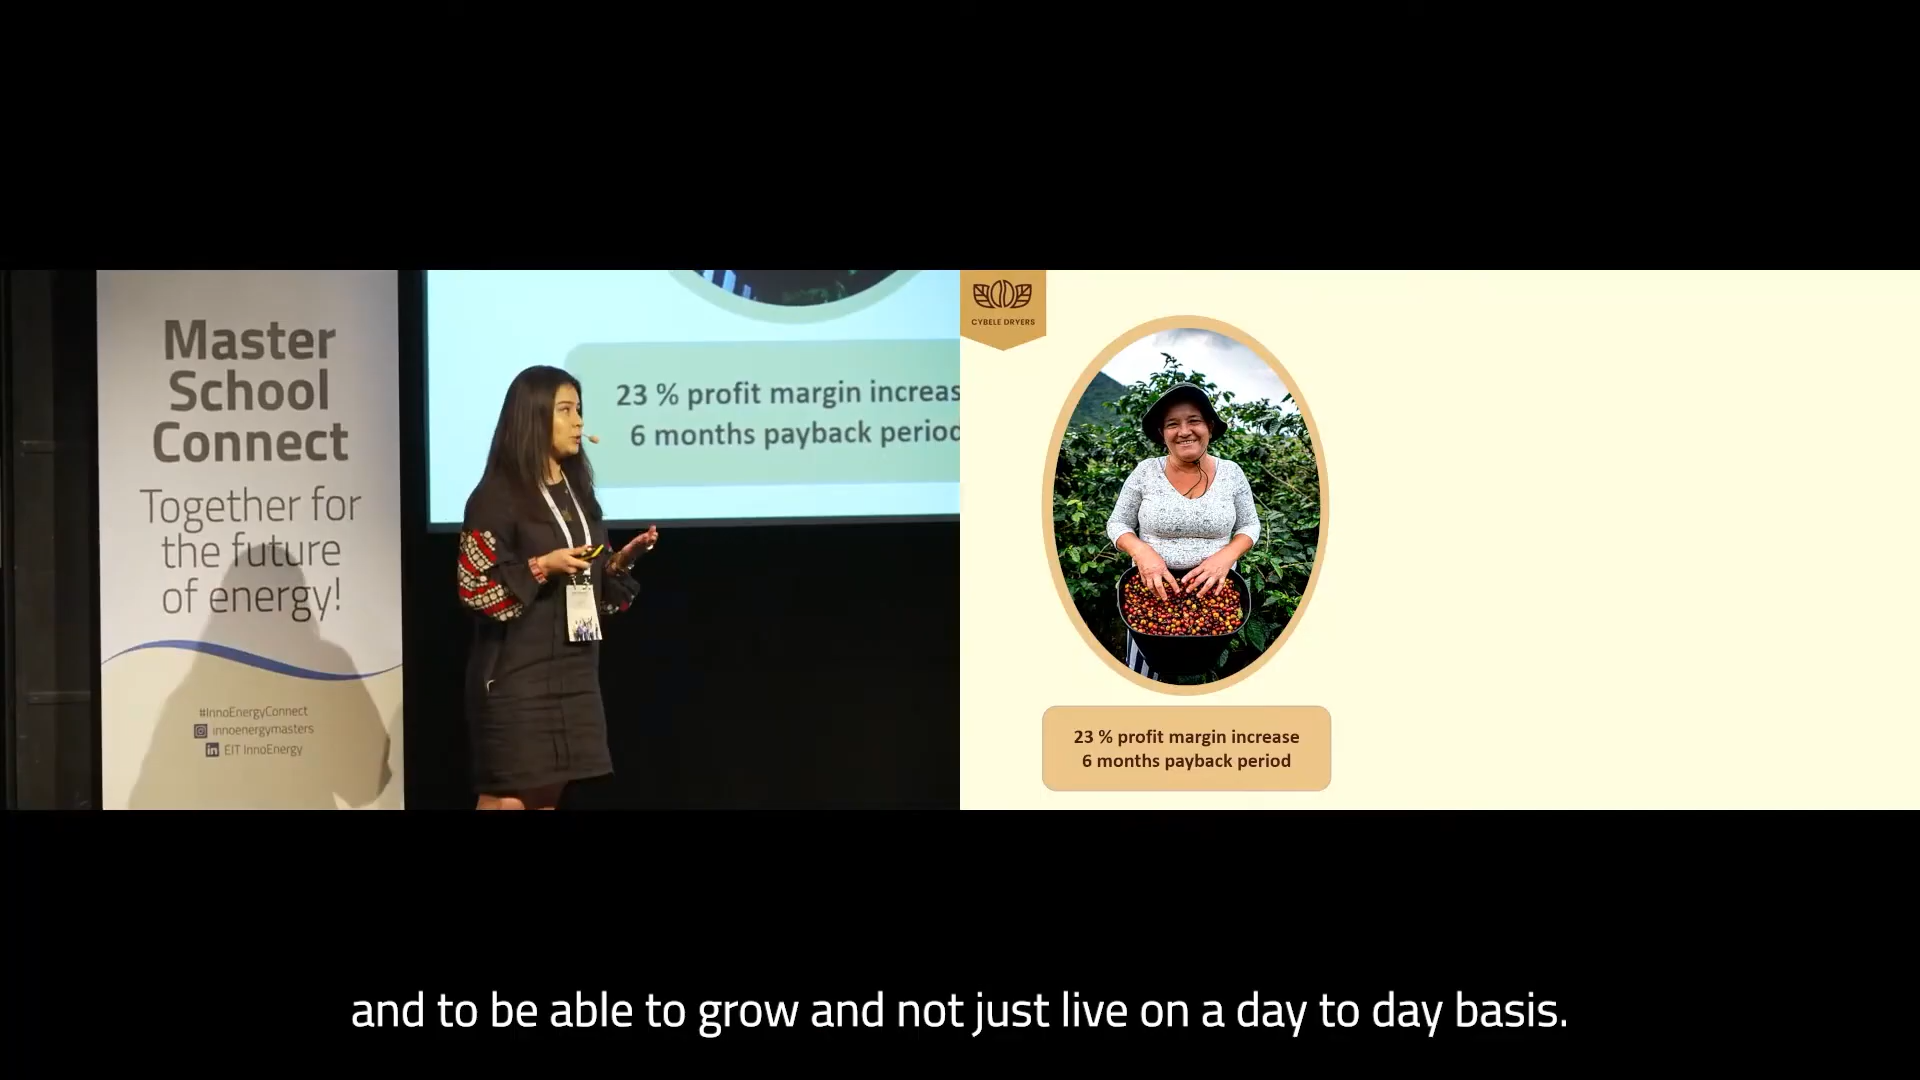 Master
School
Connect
Together for
the future
of energy!
#InnoEnergyConnect
innoenergymasters
in EIT InnoEnergy
23 % profit margin increas
6 months payback period
CYBELE DRYERS
23 % profit margin increase
6 months payback period
and to be able to grow and not just live on a day to day basis.